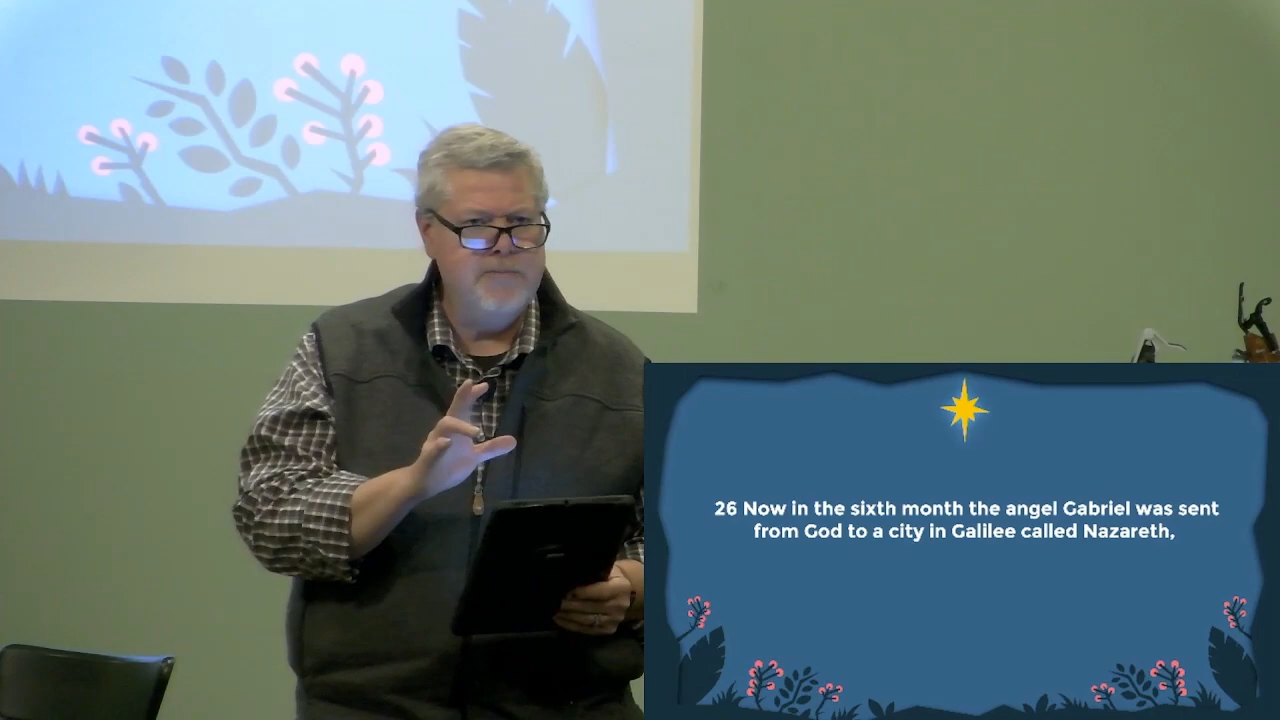 26 Now in the sixth month the angel Gabriel was sent
from God to a city in Galilee called Nazareth,